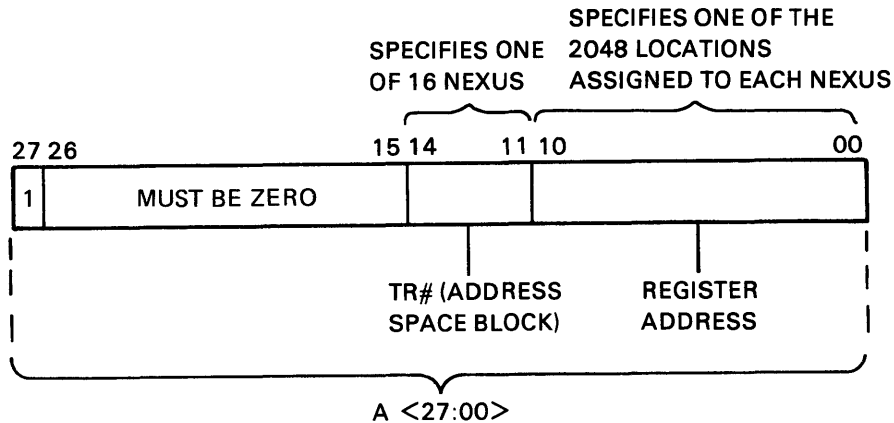 SPECIFIES ONE
OF 16 NEXUS
SPECIFIES ONE OF THE
2048 LOCATIONS
ASSIGNED TO EACH NEXUS
27 26 15 14 11 10 00
1 MUST BE ZERO
TR# (ADDRESS
SPACE BLOCK)
REGISTER
ADDRESS
A <27:00>